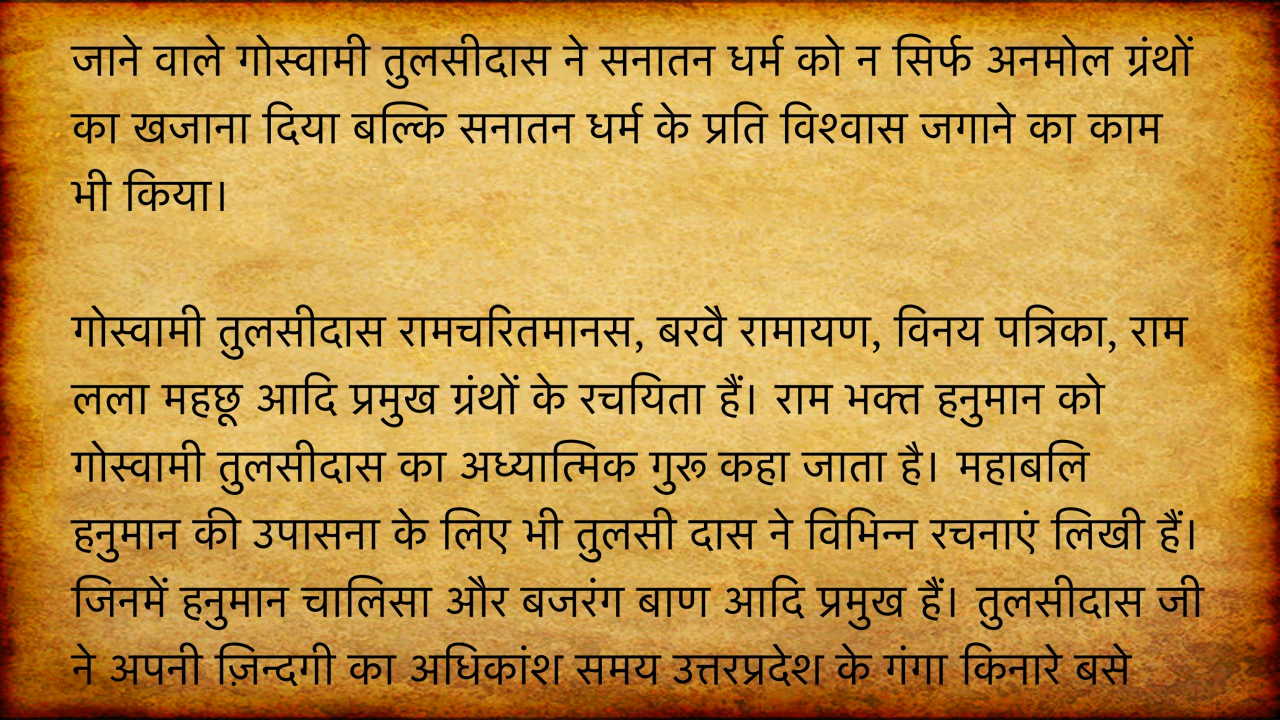 जाने वाले गोस्वामी तुलसीदास ने सनातन धर्म को न सिर्फ अनमोल ग्रंथों
का खजाना दिया बल्कि सनातन धर्म के प्रति विश्वास जगाने का काम
भी किया।
गोस्वामी तुलसीदास रामचरितमानस, बरवै रामायण, विनय पत्रिका, राम
लला महछू आदि प्रमुख ग्रंथों के रचयिता हैं। राम भक्त हनुमान को
गोस्वामी तुलसीदास का अध्यात्मिक गुरू कहा जाता है। महाबलि
हनुमान की उपासना के लिए भी तुलसी दास ने विभिन्न रचनाएं लिखी हैं।
जिनमें हनुमान चालिसा और बजरंग बाण आदि प्रमुख हैं। तुलसीदास जी
ने अपनी ज़िन्दगी का अधिकांश समय उत्तरप्रदेश के गंगा किनारे बसे